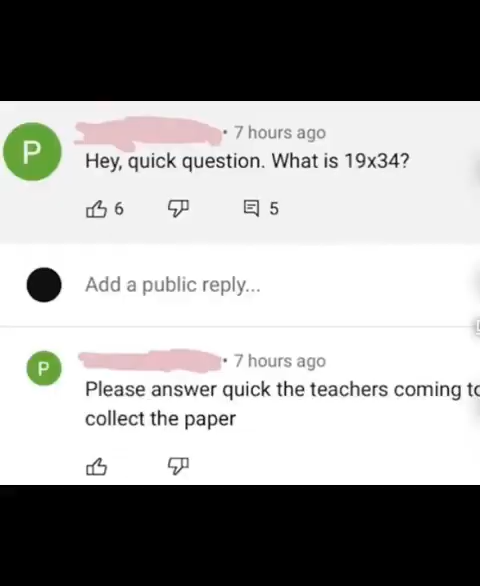 P
• 7 hours ago
Hey, quick question. What is 19x34?
6
5
Add a public reply...
P
• 7 hours ago
Please answer quick the teachers coming to
collect the paper